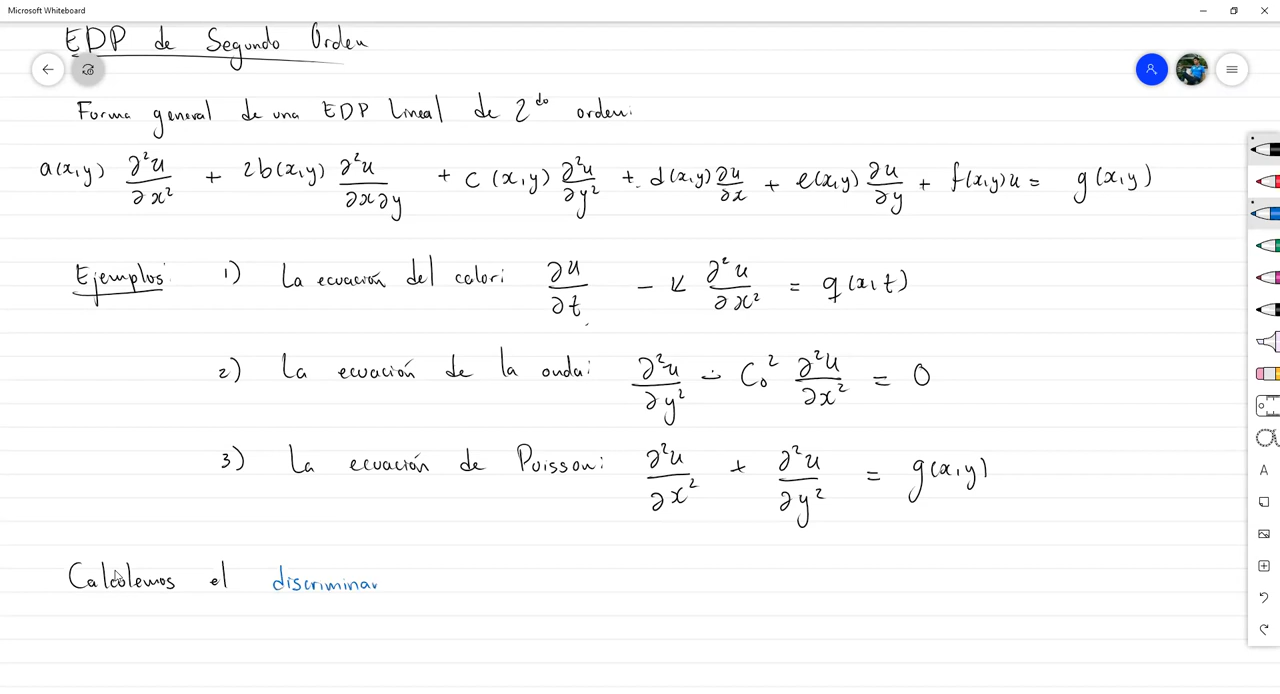 Microsoft Whiteboard
EDP de Segundo Orden
Forma general de una EDP lineal de 2^do orden:
a(x,y) ∂²u/∂x² + 2b(x,y) ∂²u/∂x∂y + c(x,y) ∂²u/∂y² + d(x,y) ∂u/∂x + e(x,y) ∂u/∂y + f(x,y)u = g(x,y)
Ejemplos: 1) La ecuación del calor: ∂u/∂t - K ∂²u/∂x² = q(x,t)
2) La ecuación de la onda: ∂²u/∂y² - C₀² ∂²u/∂x² = 0
3) La ecuación de Poisson: ∂²u/∂x² + ∂²u/∂y² = g(x,y)
Calculemos el discriminan